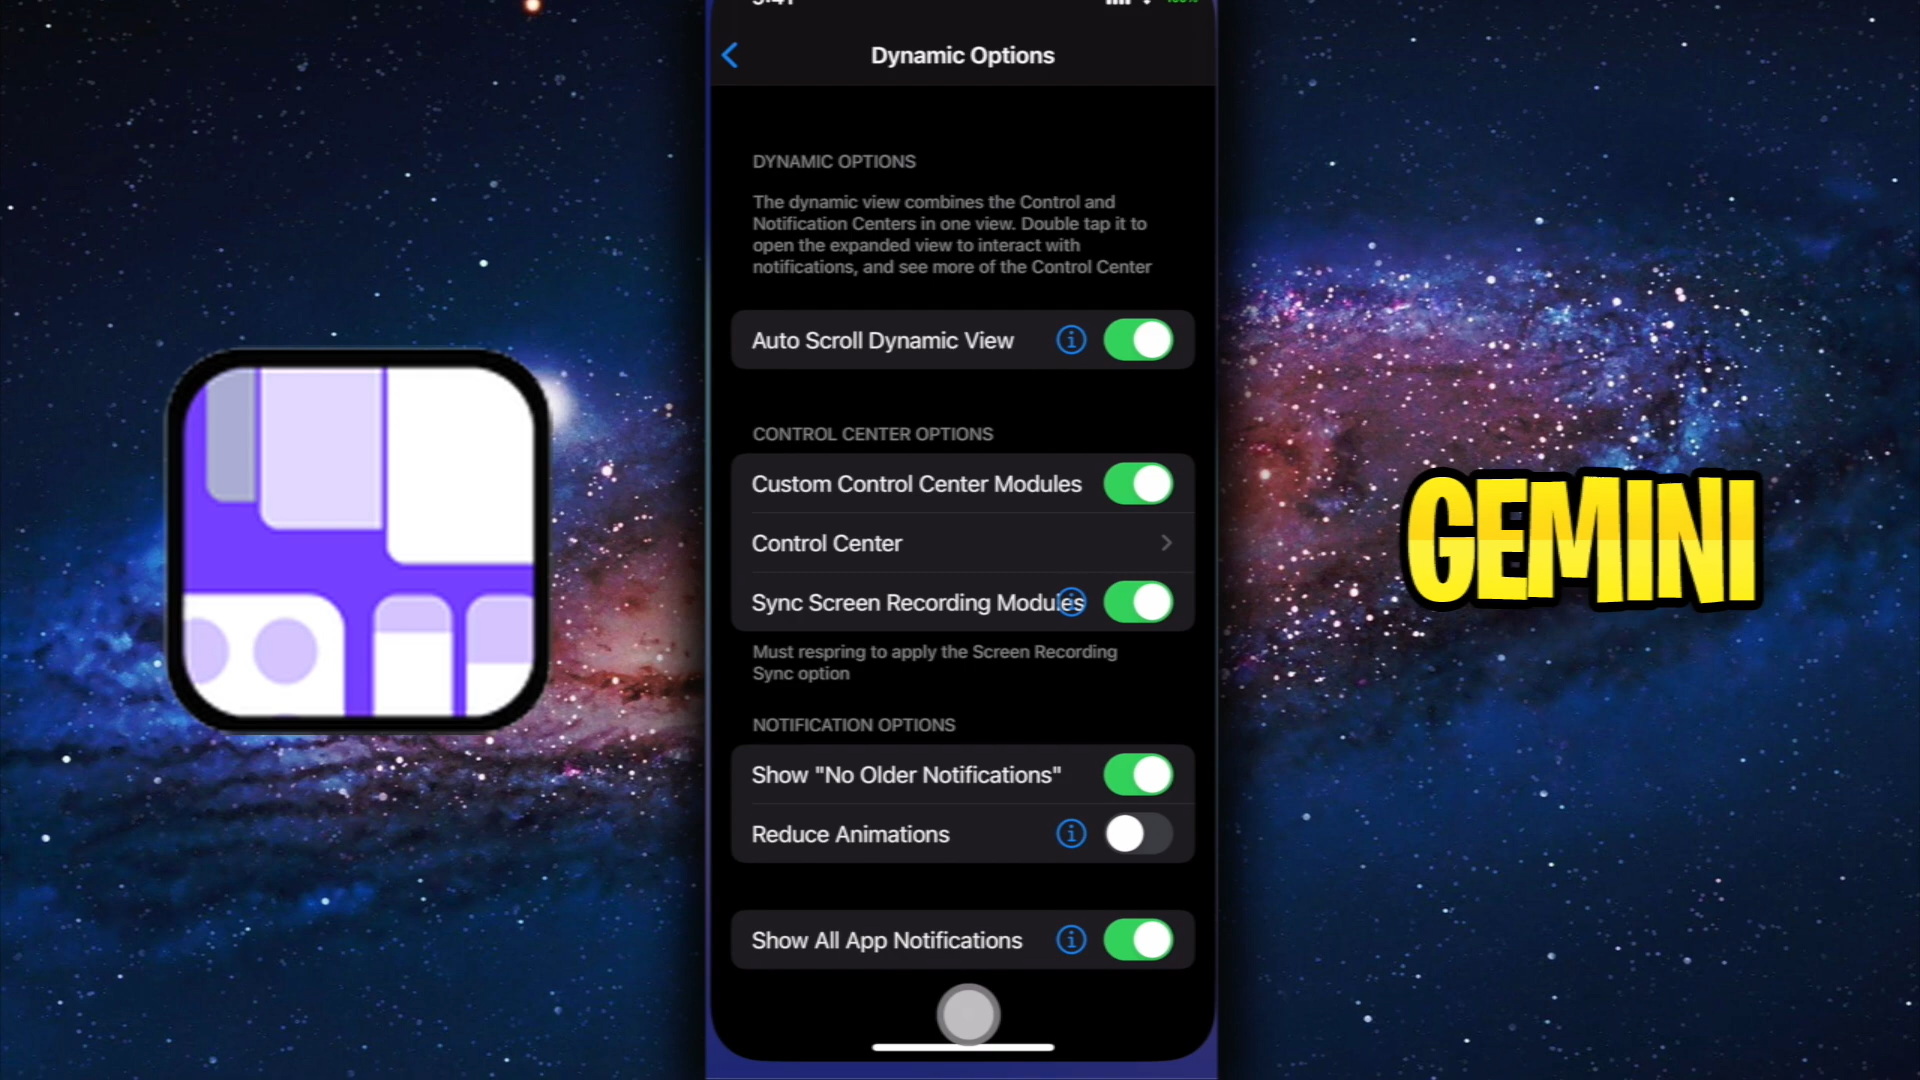 Dynamic Options
DYNAMIC OPTIONS
The dynamic view combines the Control and
Notification Centers in one view. Double tap it to
open the expanded view to interact with
notifications, and see more of the Control Center
Auto Scroll Dynamic View
CONTROL CENTER OPTIONS
Custom Control Center Modules
Control Center
Sync Screen Recording Modules
Must respring to apply the Screen Recording
Sync option
NOTIFICATION OPTIONS
Show "No Older Notifications"
Reduce Animations
Show All App Notifications
GEMINI